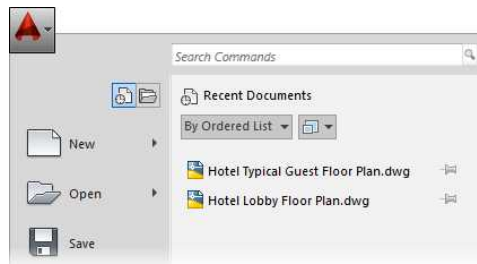 Search Commands
Recent Documents
By Ordered List
New
Hotel Typical Guest Floor Plan.dwg
Open
Hotel Lobby Floor Plan.dwg
Save